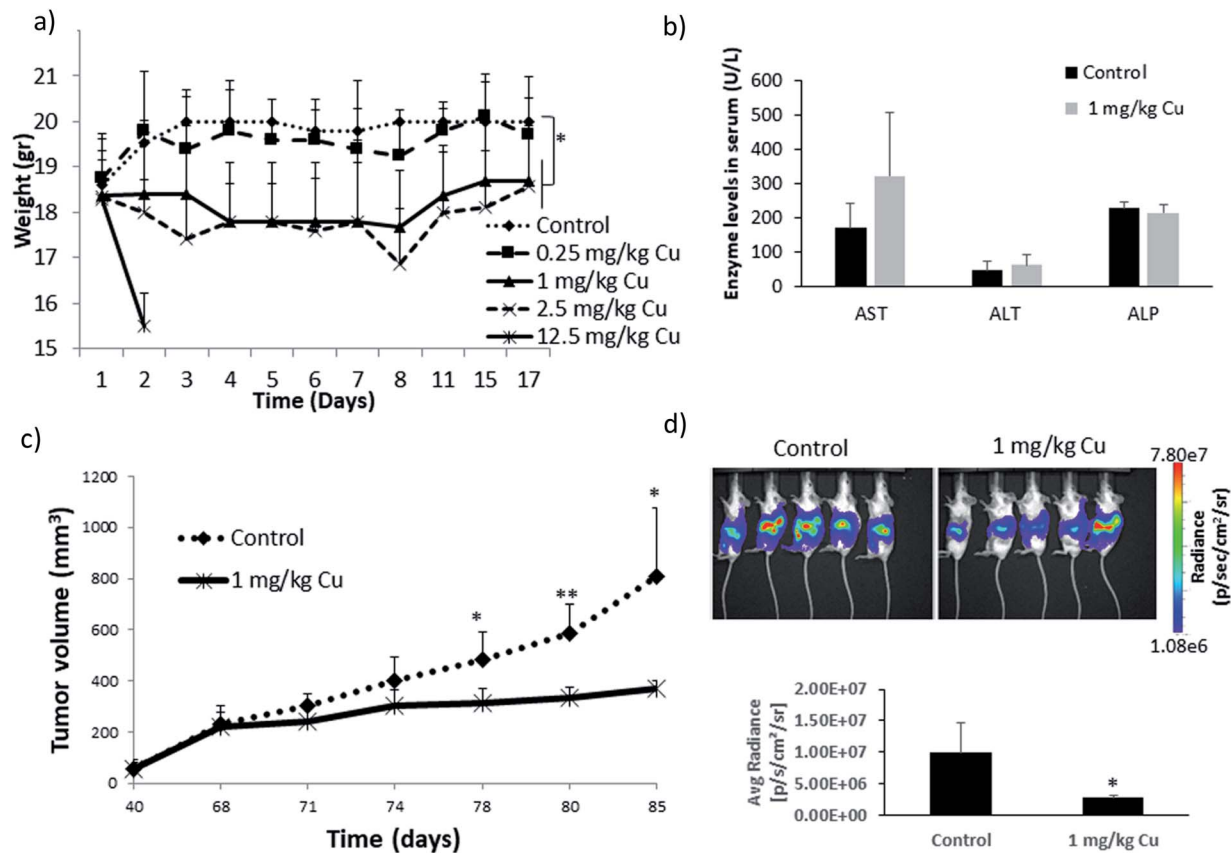 a)
Weight (gr)
21
20
19
18
17
16
15
*
Control
0.25 mg/kg Cu
1 mg/kg Cu
2.5 mg/kg Cu
12.5 mg/kg Cu
1 2 3 4 5 6 7 8 11 15 17
Time (Days)
b)
Enzyme levels in serum (U/L)
600
500
400
300
200
100
0
Control
1 mg/kg Cu
AST ALT ALP
c)
Tumor volume (mm³)
1200
1000
800
600
400
200
0
Control
1 mg/kg Cu
*
**
*
40 68 71 74 78 80 85
Time (days)
d)
Control 1 mg/kg Cu
7.80e7
Radiance
(p/sec/cm²/sr)
1.08e6
Avg Radiance
[p/s/cm²/sr]
2.00E+07
1.50E+07
1.00E+07
5.00E+06
0.00E+00
*
Control 1 mg/kg Cu